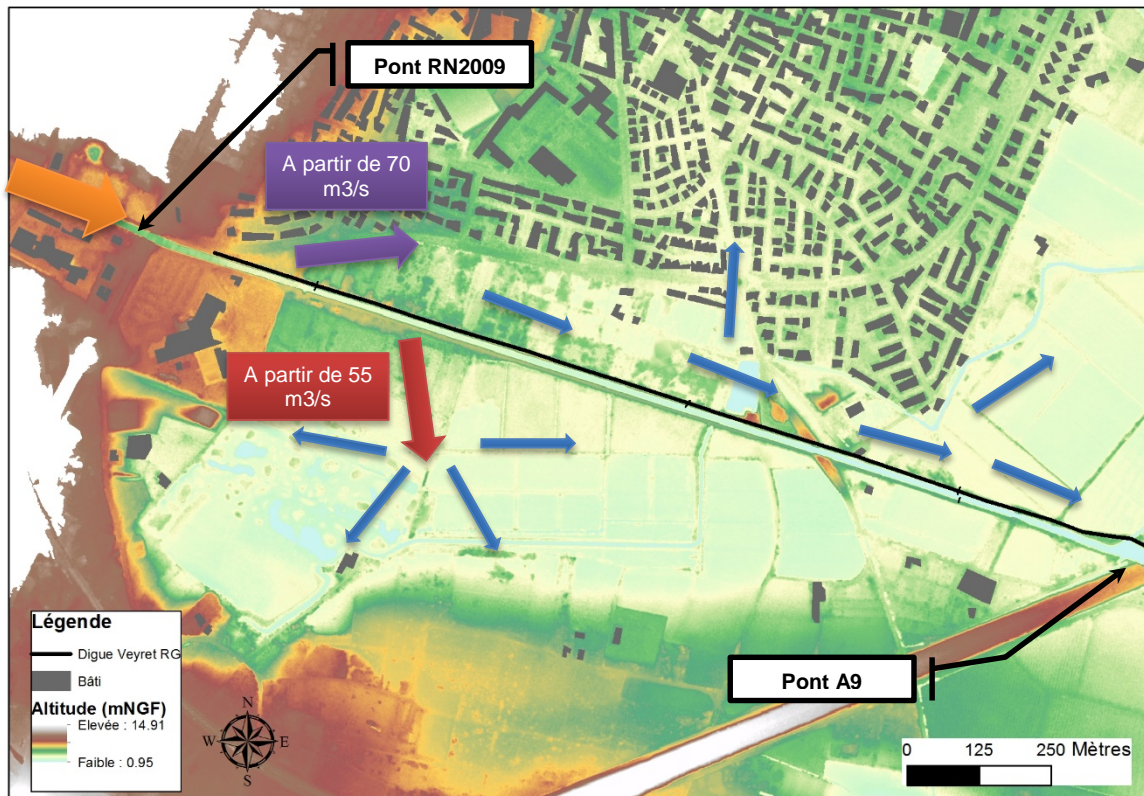 Pont RN2009
A partir de 70
m3/s
A partir de 55
m3/s
Pont A9
Légende
Digue Veyret RG
Bâti
Altitude (mNGF)
Elevée : 14.91
Faible : 0.95
N
W
E
S
0
125
250 Mètres